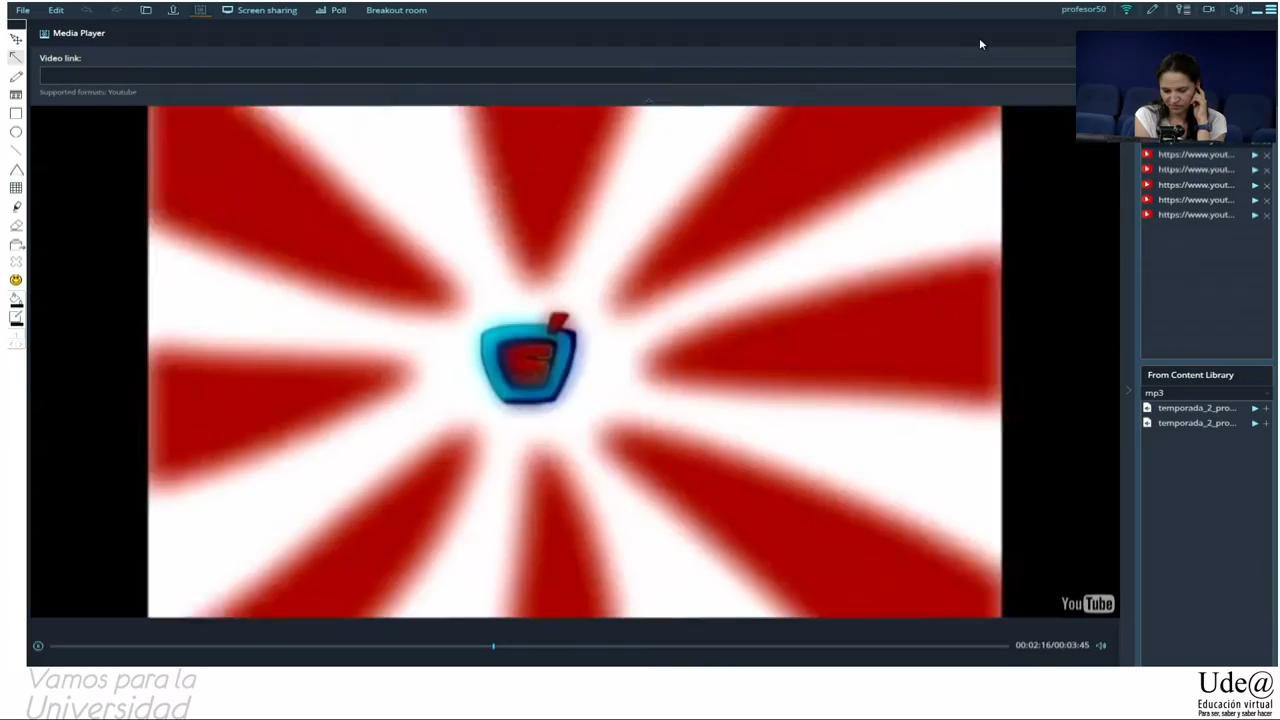 File Edit Screen sharing Poll Breakout room profesor50
Media Player
Video link:
Supported formats: Youtube
https://www.yout...
https://www.yout...
https://www.yout...
https://www.yout...
https://www.yout...
From Content Library
mp3
temporada_2_pro...
temporada_2_pro...
YouTube
00:02:16/00:03:45
Vamos para la
Universidad
Ude@
Educación virtual
Para ser, saber y saber hacer